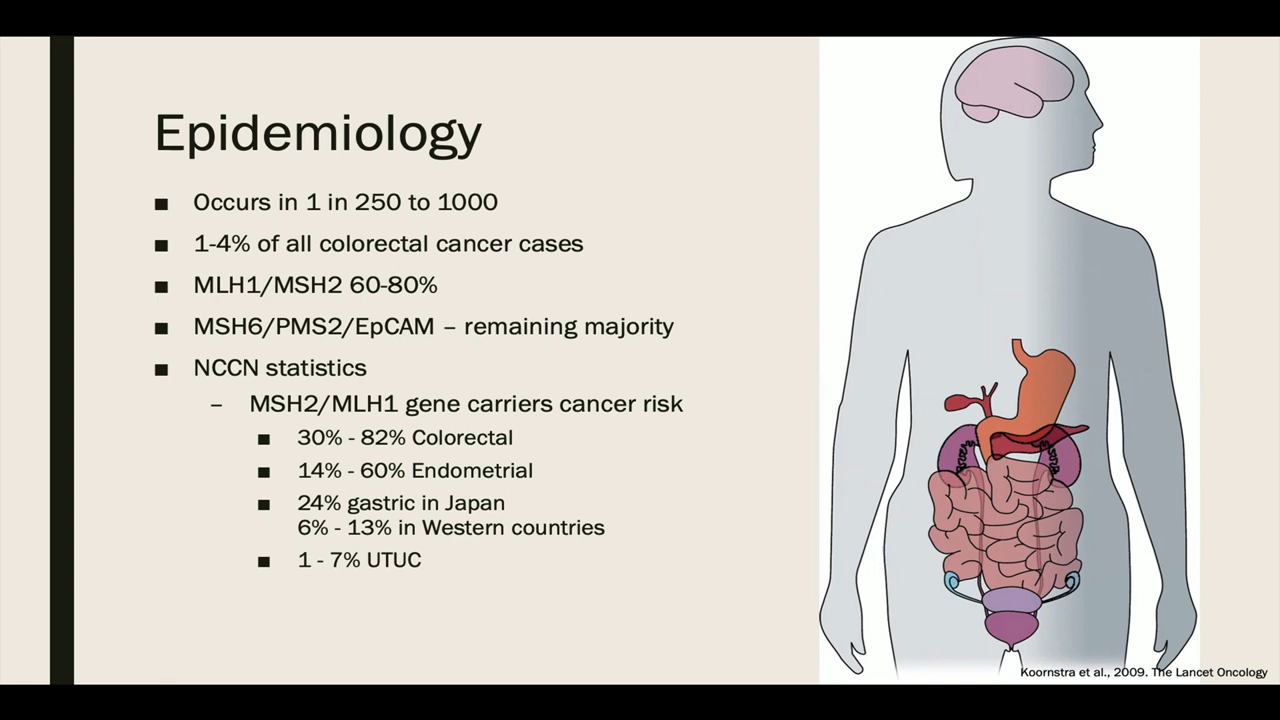 Epidemiology
■ Occurs in 1 in 250 to 1000
■ 1-4% of all colorectal cancer cases
■ MLH1/MSH2 60-80%
■ MSH6/PMS2/EpCAM – remaining majority
■ NCCN statistics
– MSH2/MLH1 gene carriers cancer risk
■ 30% - 82% Colorectal
■ 14% - 60% Endometrial
■ 24% gastric in Japan
6% - 13% in Western countries
■ 1 - 7% UTUC
Koornstra et al., 2009. The Lancet Oncology